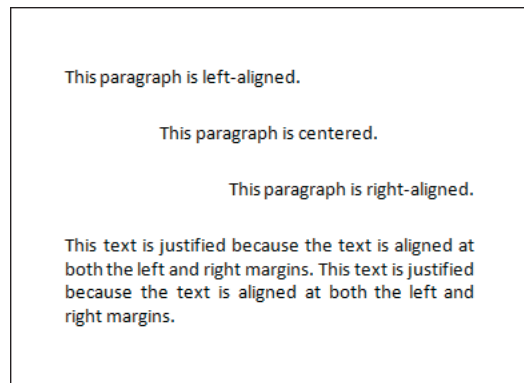 This paragraph is left-aligned.
This paragraph is centered.
This paragraph is right-aligned.
This text is justified because the text is aligned at
both the left and right margins. This text is justified
because the text is aligned at both the left and
right margins.